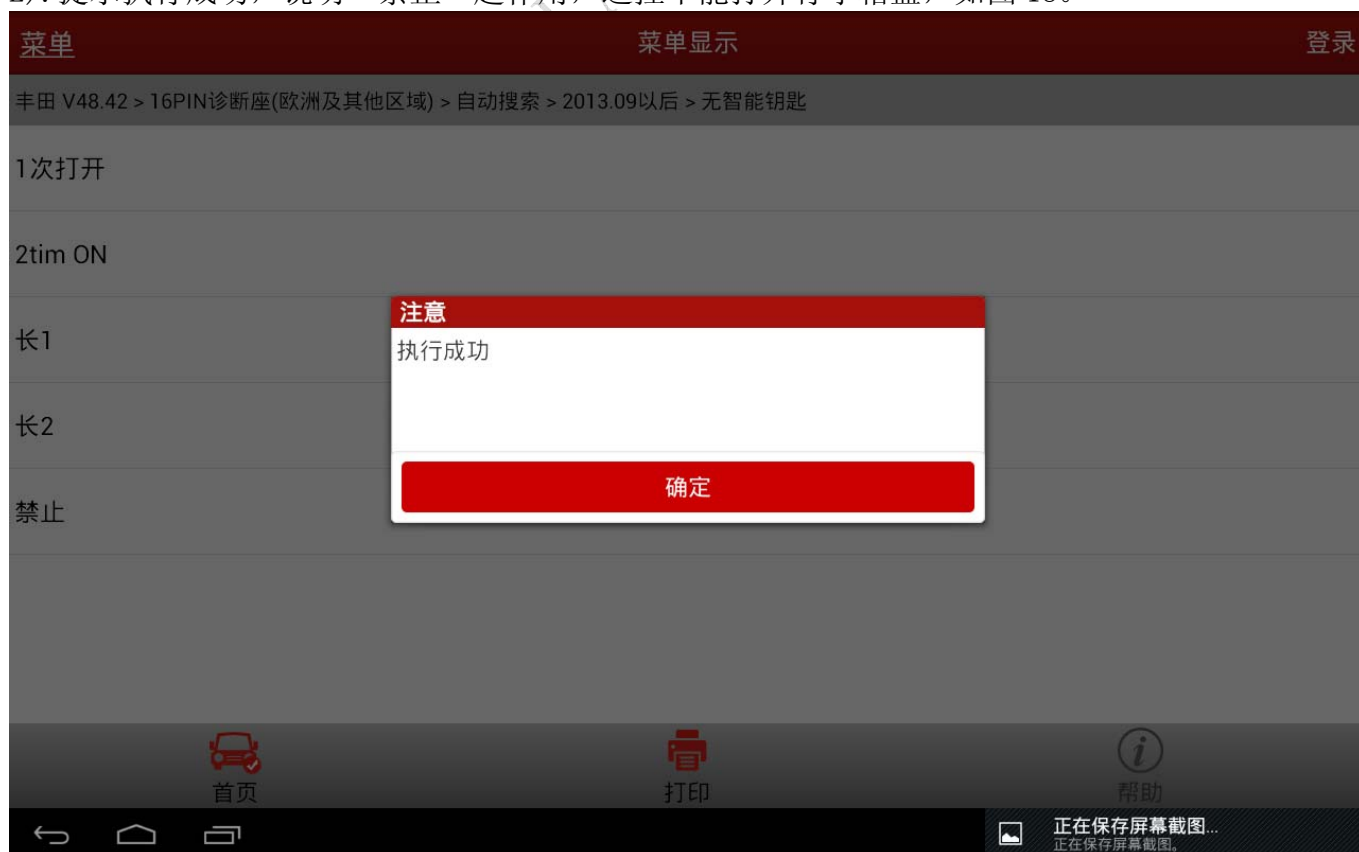 菜单 菜单显示 登录
丰田 V48.42 > 16PIN诊断座(欧洲及其他区域) > 自动搜索 > 2013.09以后 > 无智能钥匙
1次打开
2tim ON
长1
长2
禁止
注意
执行成功
确定
首页 打印 帮助
正在保存屏幕截图...
正在保存屏幕截图。